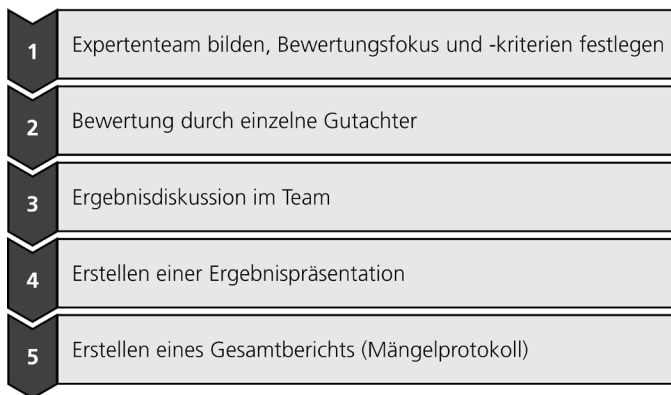 1 Expertenteam bilden, Bewertungsfokus und -kriterien festlegen
2 Bewertung durch einzelne Gutachter
3 Ergebnisdiskussion im Team
4 Erstellen einer Ergebnispräsentation
5 Erstellen eines Gesamtberichts (Mängelprotokoll)